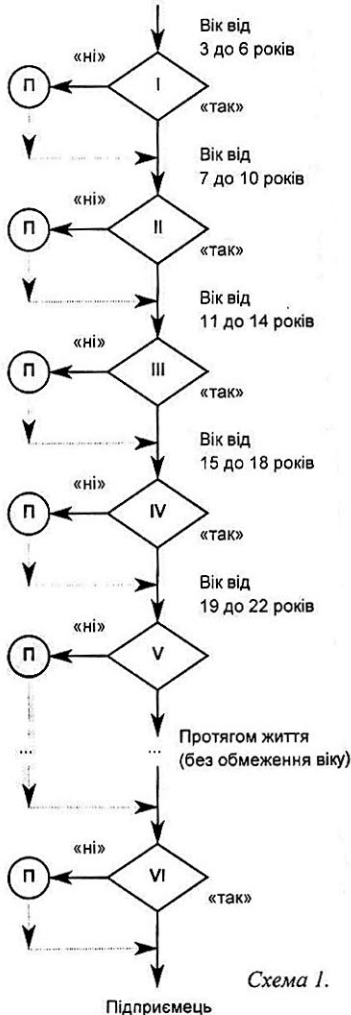 Вік від
3 до 6 років
«ні»
П
I
«так»
Вік від
7 до 10 років
«ні»
П
II
«так»
Вік від
11 до 14 років
«ні»
П
III
«так»
Вік від
15 до 18 років
«ні»
П
IV
«так»
Вік від
19 до 22 років
«ні»
П
V
Протягом життя
(без обмеження віку)
...
...
«ні»
П
VI
«так»
Схема 1.
Підприємець